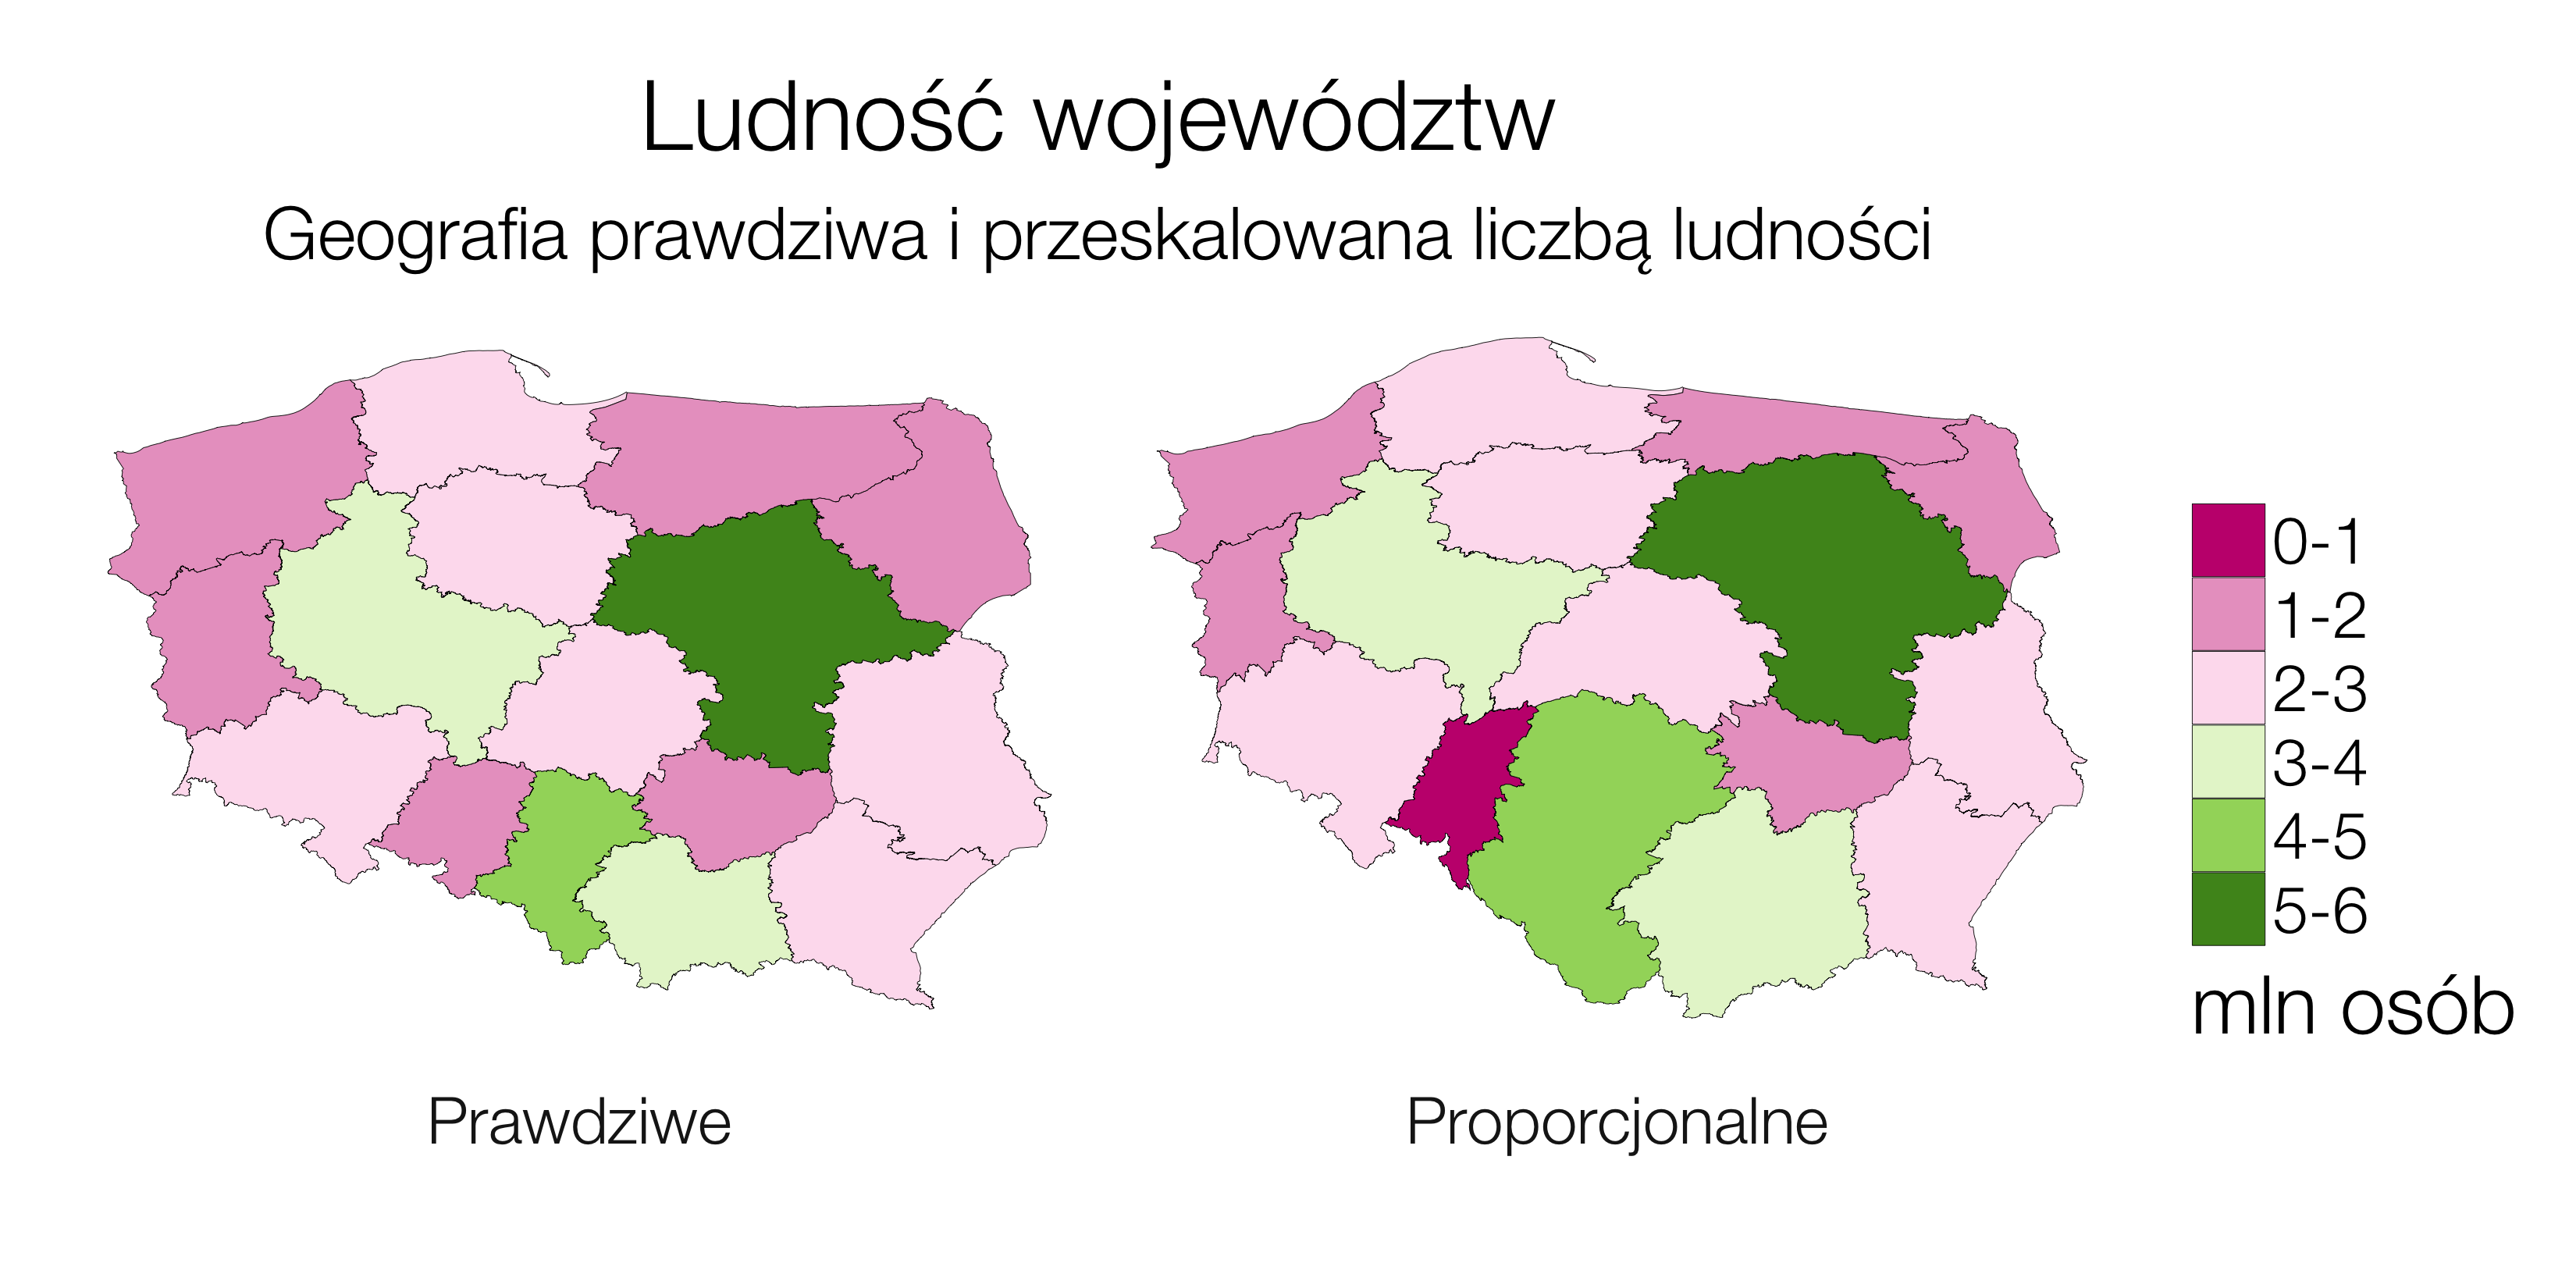 Ludność województw
Geografia prawdziwa i przeskalowana liczbą ludności
0-1
1-2
2-3
3-4
4-5
5-6
mln osób
Prawdziwe
Proporcjonalne